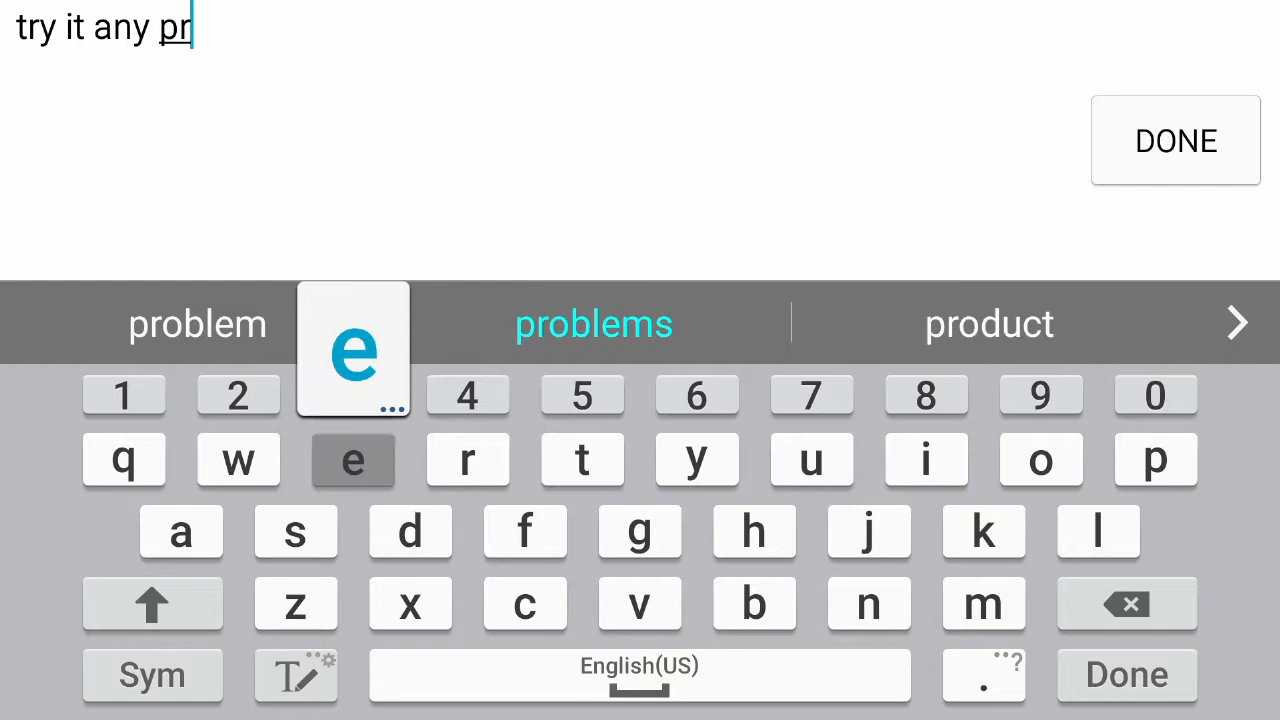 try it any pr
DONE
problem
problems
product
e
1 2 4 5 6 7 8 9 0
q w e r t y u i o p
a s d f g h j k l
z x c v b n m
Sym
T
English(US)
. ?
Done